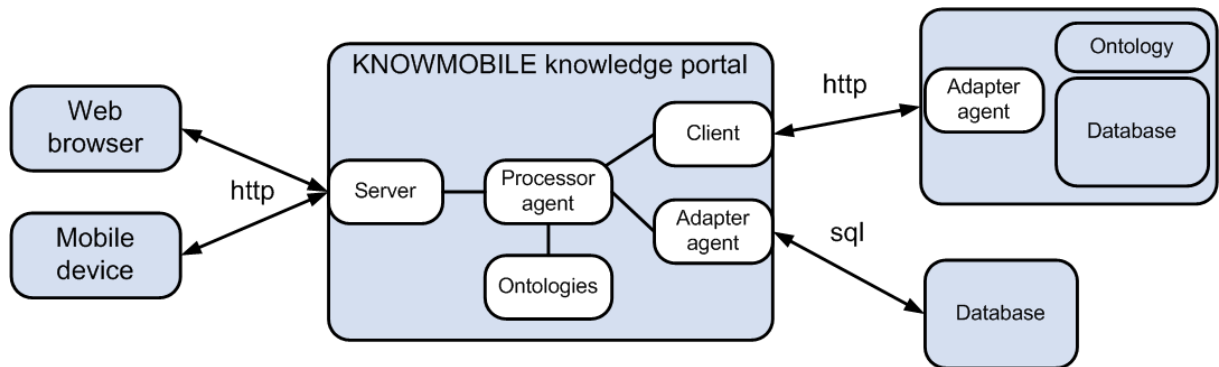 Web
browser
Mobile
device
http
KNOWMOBILE knowledge portal
Server
Processor
agent
Ontologies
Client
Adapter
agent
http
sql
Adapter
agent
Ontology
Database
Database